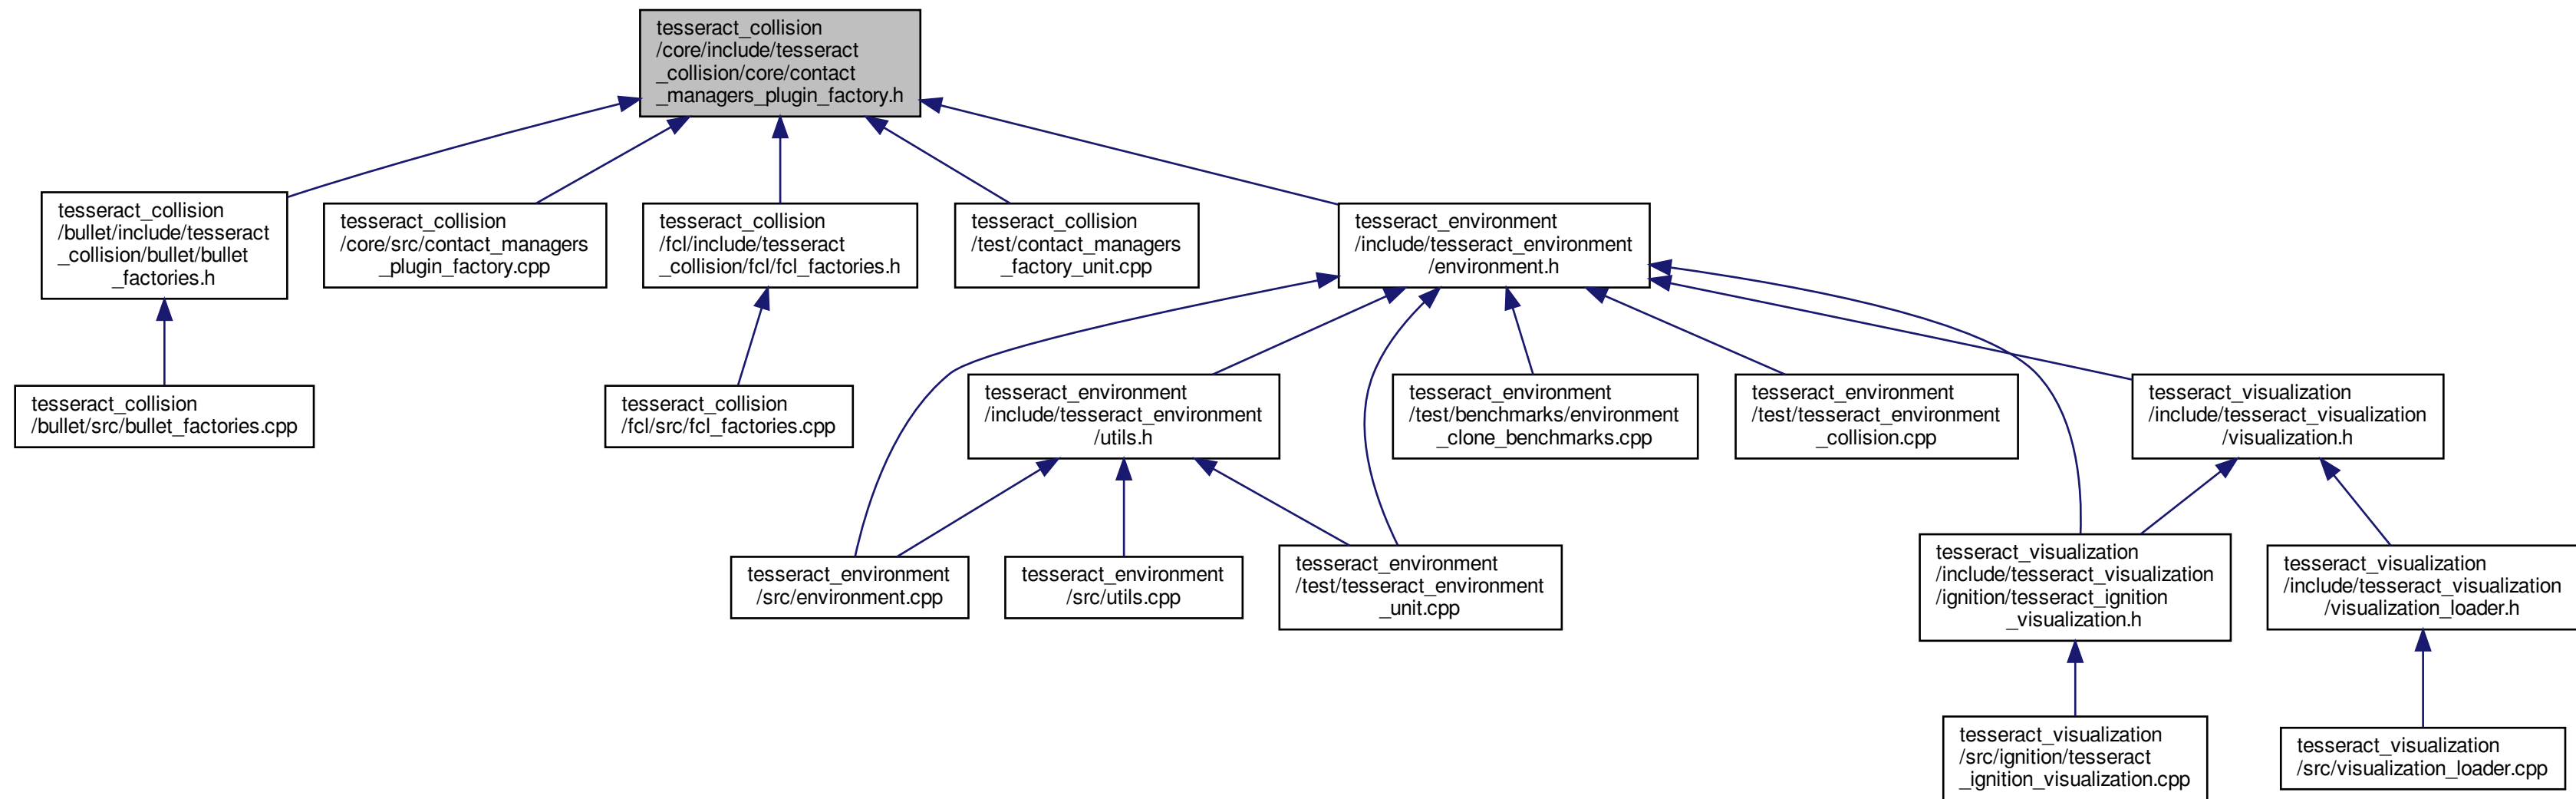 tesseract_collision
/core/include/tesseract
_collision/core/contact
_managers_plugin_factory.h
tesseract_collision
/bullet/include/tesseract
_collision/bullet/bullet
_factories.h
tesseract_collision
/core/src/contact_managers
_plugin_factory.cpp
tesseract_collision
/fcl/include/tesseract
_collision/fcl/fcl_factories.h
tesseract_collision
/test/contact_managers
_factory_unit.cpp
tesseract_environment
/include/tesseract_environment
/environment.h
tesseract_collision
/bullet/src/bullet_factories.cpp
tesseract_collision
/fcl/src/fcl_factories.cpp
tesseract_environment
/include/tesseract_environment
/utils.h
tesseract_environment
/test/benchmarks/environment
_clone_benchmarks.cpp
tesseract_environment
/test/tesseract_environment
_collision.cpp
tesseract_visualization
/include/tesseract_visualization
/visualization.h
tesseract_environment
/src/environment.cpp
tesseract_environment
/src/utils.cpp
tesseract_environment
/test/tesseract_environment
_unit.cpp
tesseract_visualization
/include/tesseract_visualization
/ignition/tesseract_ignition
_visualization.h
tesseract_visualization
/include/tesseract_visualization
/visualization_loader.h
tesseract_visualization
/src/ignition/tesseract
_ignition_visualization.cpp
tesseract_visualization
/src/visualization_loader.cpp